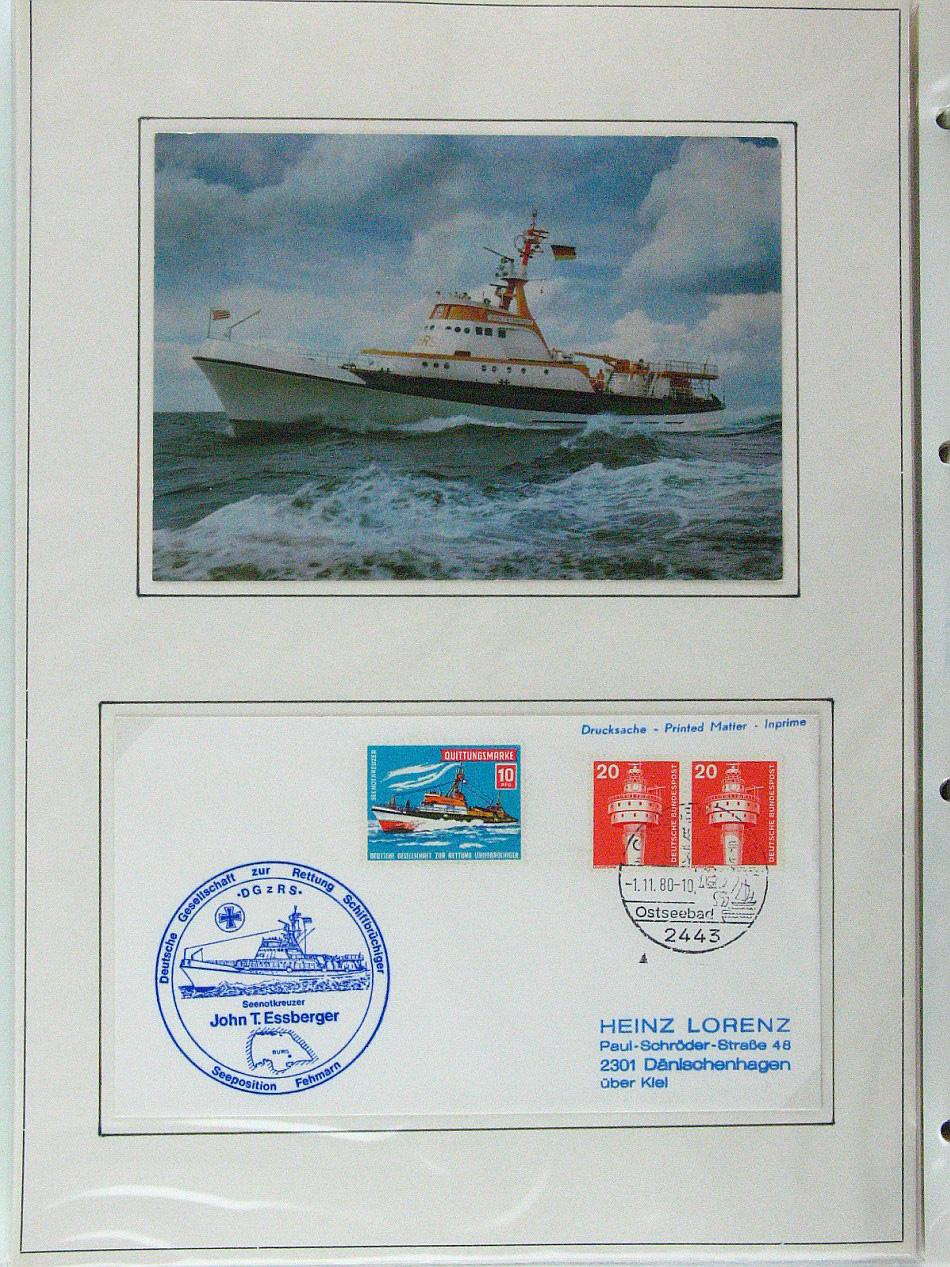 RS
Drucksache - Printed Matter - Inprime
QUITTUNGSMARKE
SEENOTKREUZER
10
PFG
DEUTSCHE GESELLSCHAFT ZUR RETTUNG SCHIFFBRÜCHIGER
20
DEUTSCHE BUNDESPOST
20
DEUTSCHE BUNDESPOST
-1.11.80-10
Ostseebad
2443
Deutsche Gesellschaft zur Rettung Schiffbrüchiger
·DGzRS·
Seenotkreuzer
John T. Essberger
BURG
Seeposition Fehmarn
HEINZ LORENZ
Paul-Schröder-Straße 48
2301 Dänischenhagen
über Kiel